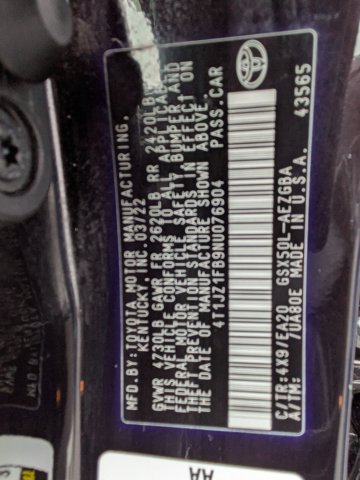 MFD.BY:TOYOTA MOTOR MANUFACTURING,
KENTUCKY, INC. 03/22
GVWR 4730LB GAWR FR 2640LB RR 2420LB
THIS VEHICLE CONFORMS TO ALL APPLICABLE
FEDERAL MOTOR VEHICLE SAFETY, BUMPER, AND
THEFT PREVENTION STANDARDS IN EFFECT ON
THE DATE OF MANUFACTURE SHOWN ABOVE.
4T1JZ1FB9NU076904 PASS.CAR
C/TR:4X9/EA20 GSX50L-AEZGBA
A/TM: /UA80E MADE IN U.S.A. 43565
AA